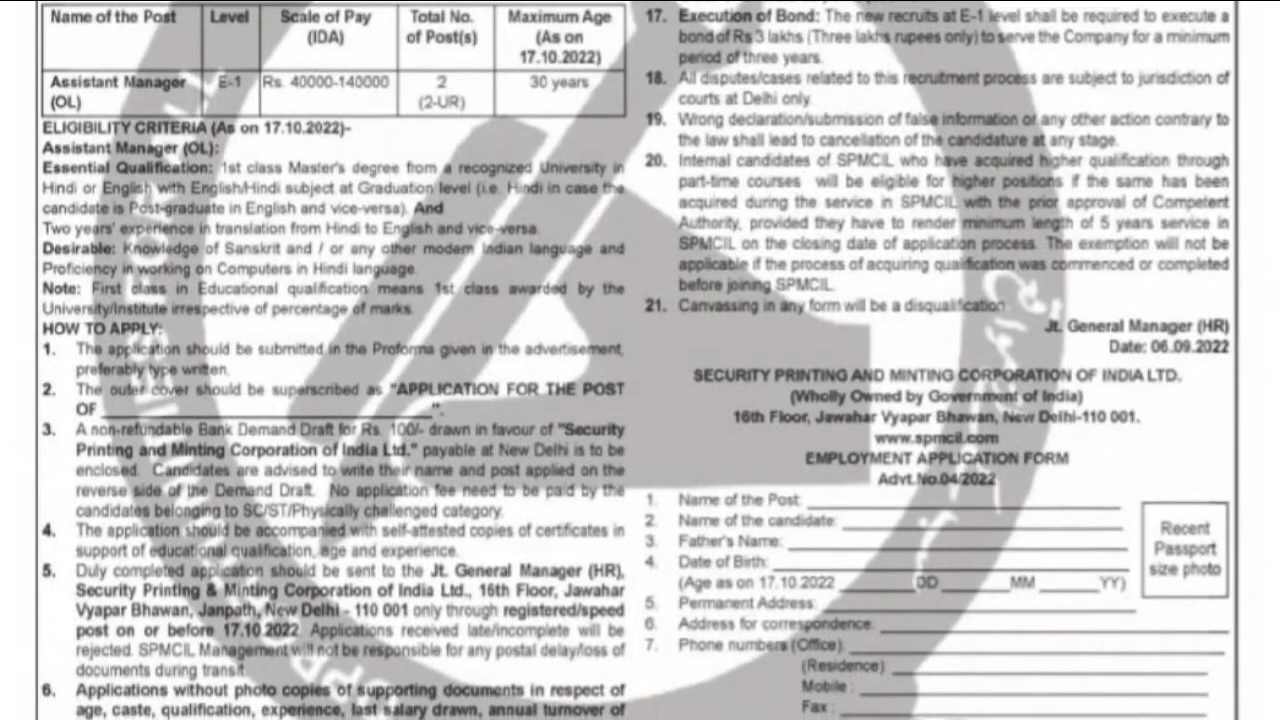 Name of the Post
Level
Scale of Pay
(IDA)
Total No.
of Post(s)
Maximum Age
(As on
17.10.2022)
Assistant Manager
(OL)
E-1
Rs. 40000-140000
2
(2-UR)
30 years
ELIGIBILITY CRITERIA (As on 17.10.2022)-
Assistant Manager (OL):
Essential Qualification: 1st class Master's degree from a recognized University in
Hindi or English with English/Hindi subject at Graduation level (i.e. Hindi in case the
candidate is Post-graduate in English and vice-versa). And
Two years' experience in translation from Hindi to English and vice-versa.
Desirable: Knowledge of Sanskrit and / or any other modern Indian language and
Proficiency in working on Computers in Hindi language.
Note: First class in Educational qualification means 1st class awarded by the
University/Institute irrespective of percentage of marks.
HOW TO APPLY:
1. The application should be submitted in the Proforma given in the advertisement,
preferably type written.
2. The outer cover should be superscribed as "APPLICATION FOR THE POST
OF ________________".
3. A non-refundable Bank Demand Draft for Rs. 100/- drawn in favour of "Security
Printing and Minting Corporation of India Ltd." payable at New Delhi is to be
enclosed. Candidates are advised to write their name and post applied on the
reverse side of the Demand Draft. No application fee need to be paid by the
candidates belonging to SC/ST/Physically challenged category.
4. The application should be accompanied with self-attested copies of certificates in
support of educational qualification, age and experience.
5. Duly completed application should be sent to the Jt. General Manager (HR),
Security Printing & Minting Corporation of India Ltd., 16th Floor, Jawahar
Vyapar Bhawan, Janpath, New Delhi - 110 001 only through registered/speed
post on or before 17.10.2022. Applications received late/incomplete will be
rejected. SPMCIL Management will not be responsible for any postal delay/loss of
documents during transit.
6. Applications without photo copies of supporting documents in respect of
age, caste, qualification, experience, last salary drawn, annual turnover of
17. Execution of Bond: The new recruits at E-1 level shall be required to execute a
bond of Rs 3 lakhs (Three lakhs rupees only) to serve the Company for a minimum
period of three years.
18. All disputes/cases related to this recruitment process are subject to jurisdiction of
courts at Delhi only.
19. Wrong declaration/submission of false information or any other action contrary to
the law shall lead to cancellation of the candidature at any stage.
20. Internal candidates of SPMCIL who have acquired higher qualification through
part-time courses will be eligible for higher positions if the same has been
acquired during the service in SPMCIL with the prior approval of Competent
Authority, provided they have to render minimum length of 5 years service in
SPMCIL on the closing date of application process. The exemption will not be
applicable if the process of acquiring qualification was commenced or completed
before joining SPMCIL.
21. Canvassing in any form will be a disqualification.
Jt. General Manager (HR)
Date: 06.09.2022
SECURITY PRINTING AND MINTING CORPORATION OF INDIA LTD.
(Wholly Owned by Government of India)
16th Floor, Jawahar Vyapar Bhawan, New Delhi-110 001.
www.spmcil.com
EMPLOYMENT APPLICATION FORM
Advt.No.04/2022
1. Name of the Post:
2. Name of the candidate:
3. Father's Name:
4. Date of Birth:
(Age as on 17.10.2022 ______DD ______MM ______YY)
5. Permanent Address:
6. Address for correspondence:
7. Phone numbers (Office):
(Residence)
Mobile :
Fax :
Recent
Passport
size photo